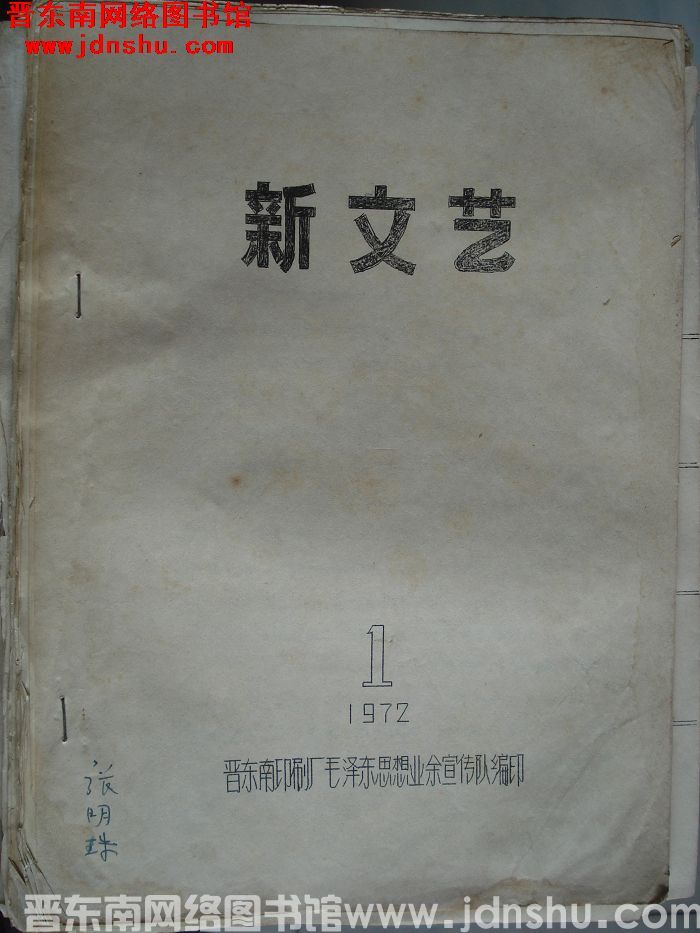 晋东南网络图书馆
www.jdnshu.com
新文艺
1
1972
晋东南印刷厂毛泽东思想业余宣传队编印
张明珠
晋东南网络图书馆www.jdnshu.com